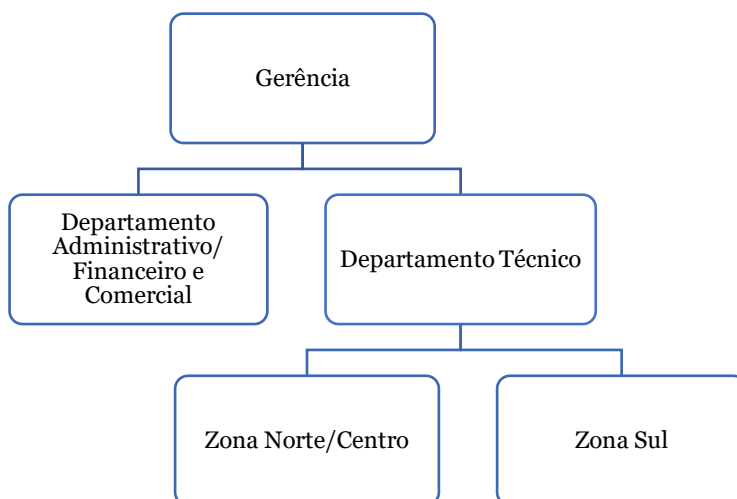 Gerência
Departamento
Administrativo/
Financeiro e
Comercial
Departamento Técnico
Zona Norte/Centro
Zona Sul